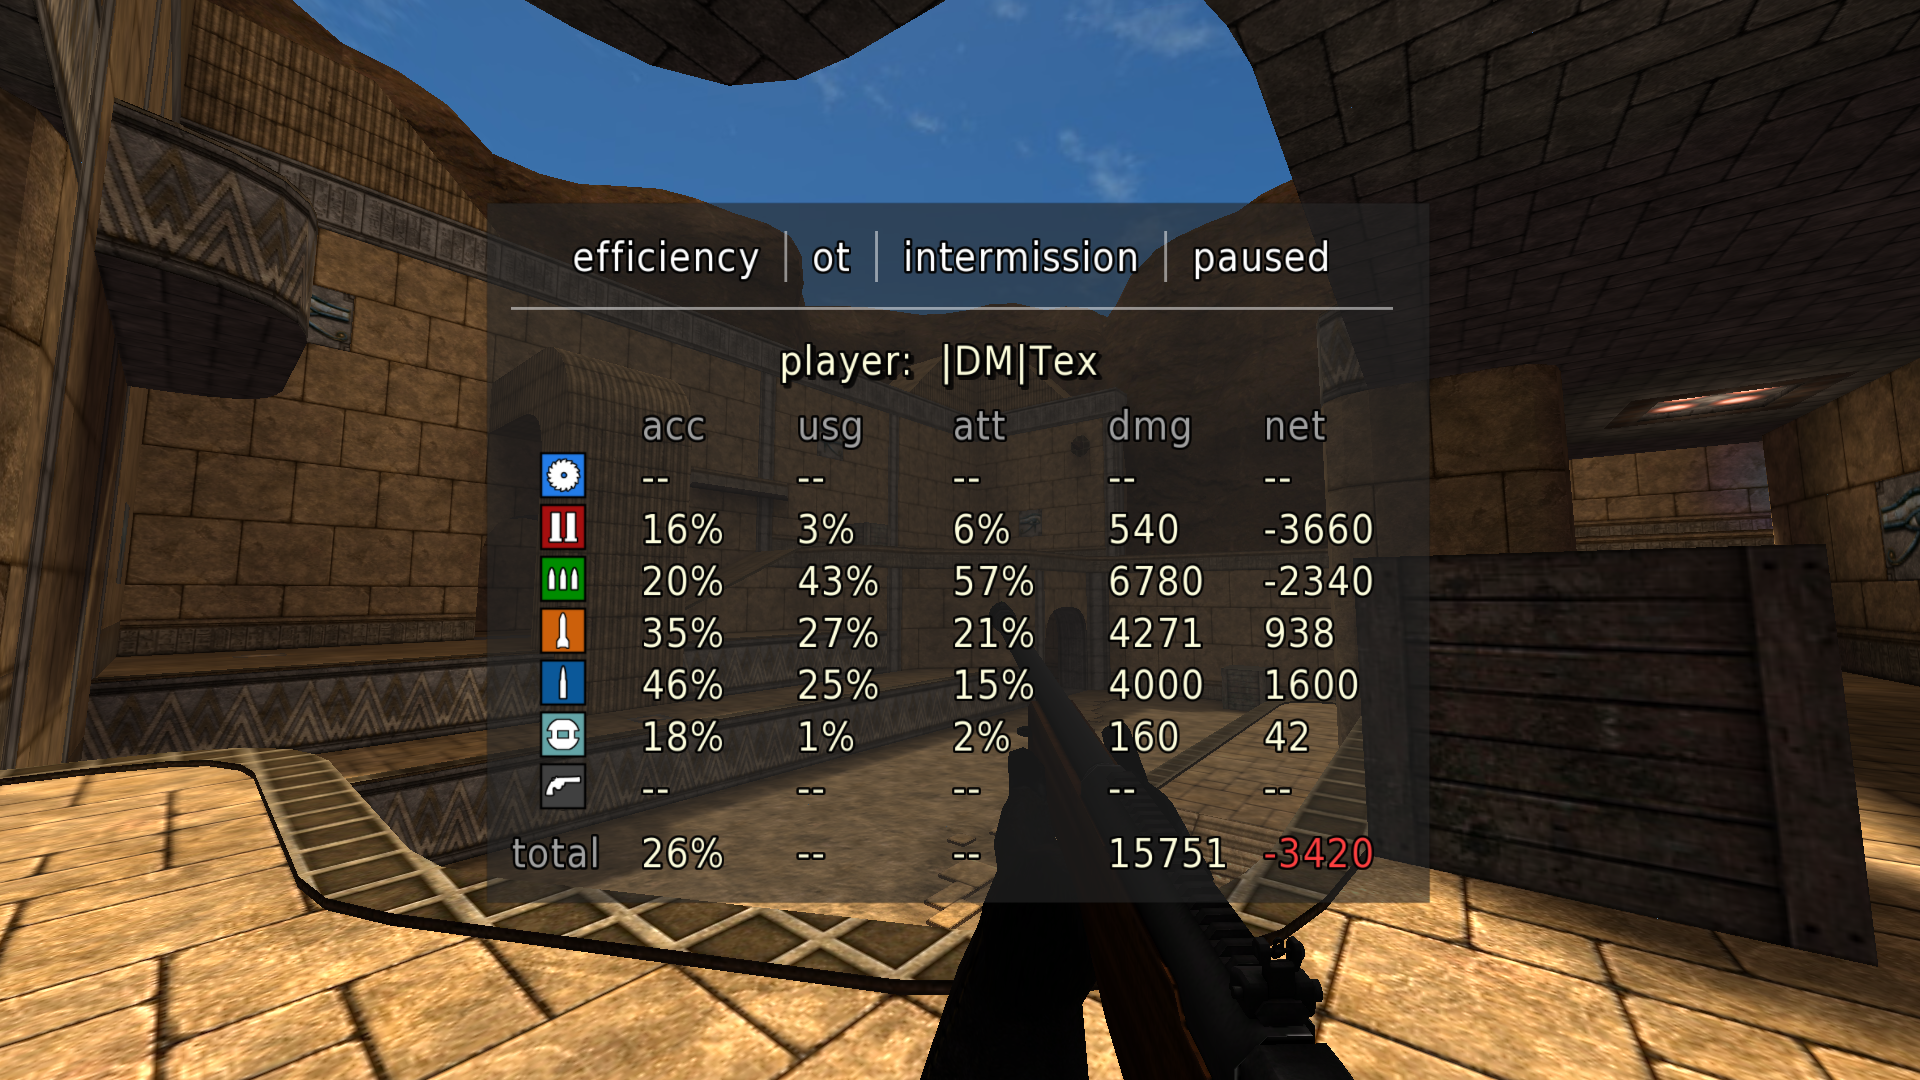 efficiency | ot | intermission | paused
player: |DM|Tex
acc usg att dmg net
-- -- -- -- --
16% 3% 6% 540 -3660
20% 43% 57% 6780 -2340
35% 27% 21% 4271 938
46% 25% 15% 4000 1600
18% 1% 2% 160 42
-- -- -- -- --
total 26% -- -- 15751 -3420